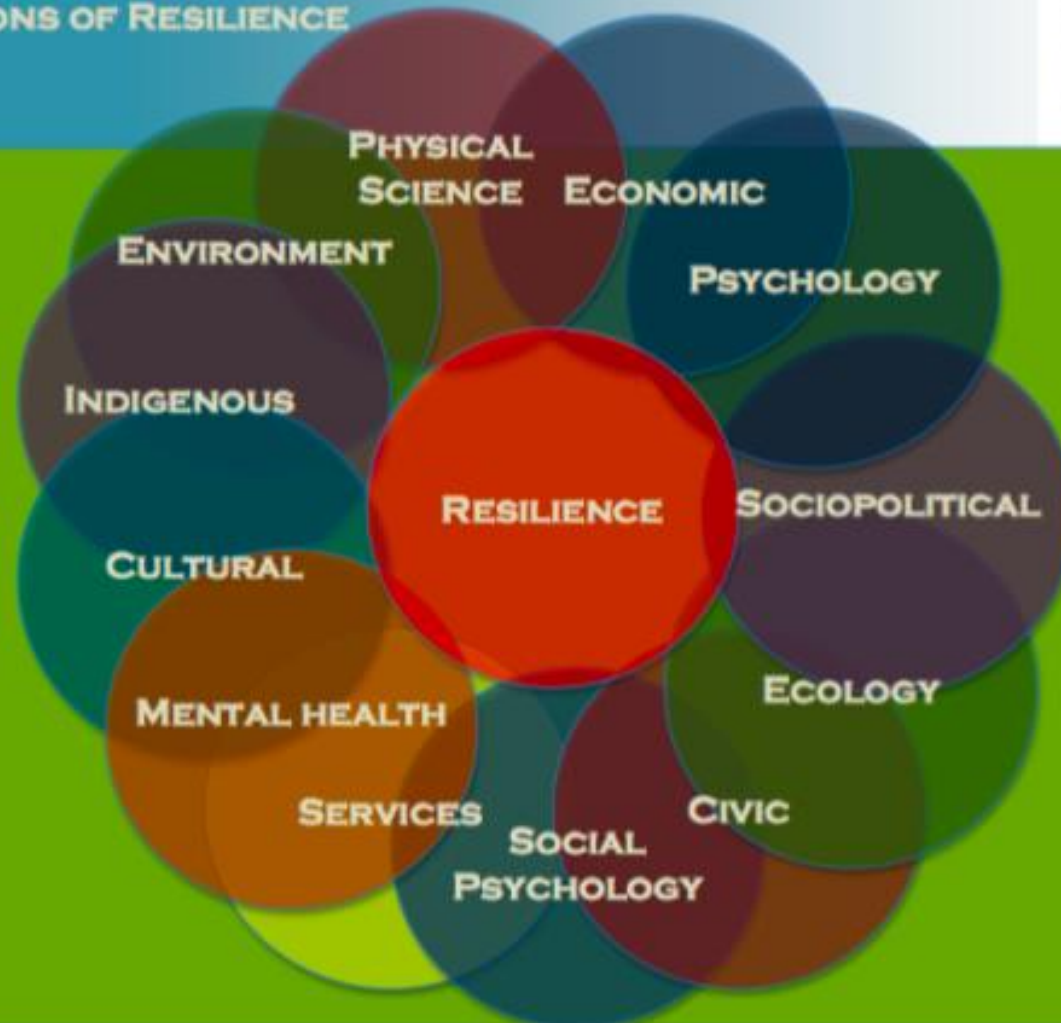 ONS OF RESILIENCE
PHYSICAL
SCIENCE
ECONOMIC
ENVIRONMENT
PSYCHOLOGY
INDIGENOUS
RESILIENCE
SOCIOPOLITICAL
CULTURAL
ECOLOGY
MENTAL HEALTH
SERVICES
CIVIC
SOCIAL
PSYCHOLOGY